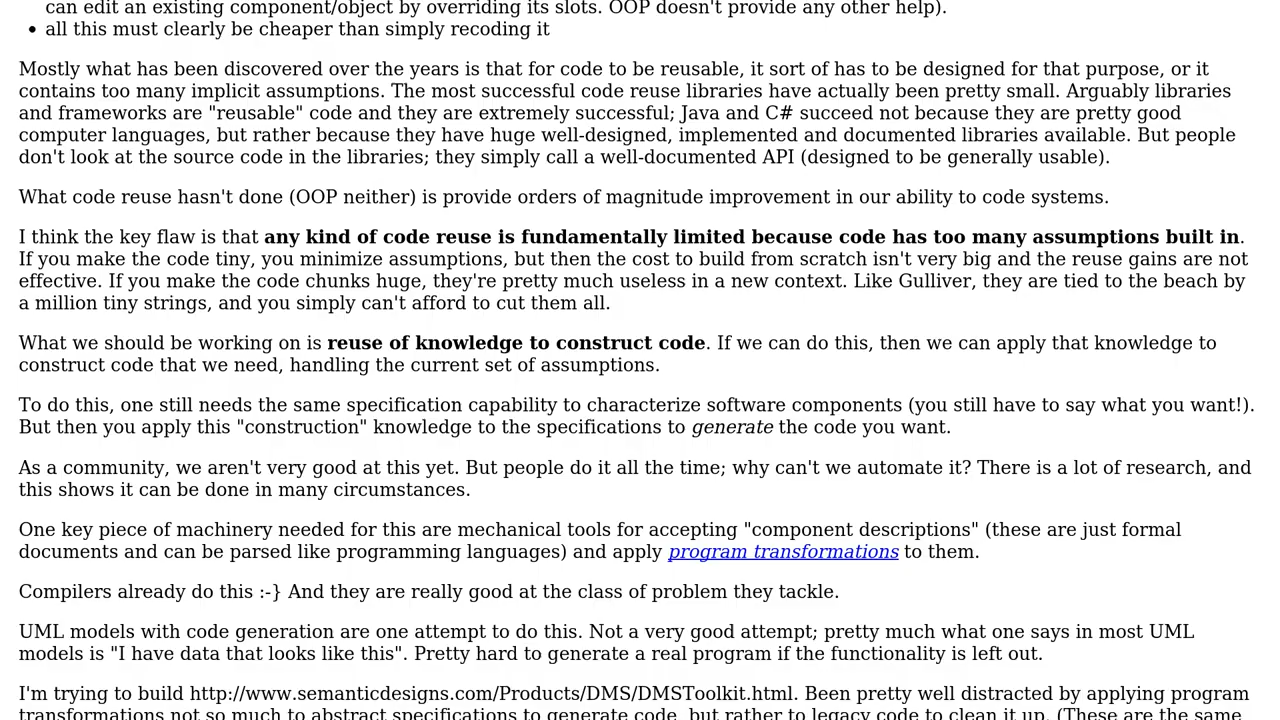 can edit an existing component/object by overriding its slots. OOP doesn't provide any other help).
• all this must clearly be cheaper than simply recoding it
Mostly what has been discovered over the years is that for code to be reusable, it sort of has to be designed for that purpose, or it
contains too many implicit assumptions. The most successful code reuse libraries have actually been pretty small. Arguably libraries
and frameworks are "reusable" code and they are extremely successful; Java and C# succeed not because they are pretty good
computer languages, but rather because they have huge well-designed, implemented and documented libraries available. But people
don't look at the source code in the libraries; they simply call a well-documented API (designed to be generally usable).
What code reuse hasn't done (OOP neither) is provide orders of magnitude improvement in our ability to code systems.
I think the key flaw is that any kind of code reuse is fundamentally limited because code has too many assumptions built in.
If you make the code tiny, you minimize assumptions, but then the cost to build from scratch isn't very big and the reuse gains are not
effective. If you make the code chunks huge, they're pretty much useless in a new context. Like Gulliver, they are tied to the beach by
a million tiny strings, and you simply can't afford to cut them all.
What we should be working on is reuse of knowledge to construct code. If we can do this, then we can apply that knowledge to
construct code that we need, handling the current set of assumptions.
To do this, one still needs the same specification capability to characterize software components (you still have to say what you want!).
But then you apply this "construction" knowledge to the specifications to generate the code you want.
As a community, we aren't very good at this yet. But people do it all the time; why can't we automate it? There is a lot of research, and
this shows it can be done in many circumstances.
One key piece of machinery needed for this are mechanical tools for accepting "component descriptions" (these are just formal
documents and can be parsed like programming languages) and apply program transformations to them.
Compilers already do this :-} And they are really good at the class of problem they tackle.
UML models with code generation are one attempt to do this. Not a very good attempt; pretty much what one says in most UML
models is "I have data that looks like this". Pretty hard to generate a real program if the functionality is left out.
I'm trying to build http://www.semanticdesigns.com/Products/DMS/DMSToolkit.html. Been pretty well distracted by applying program
transformations not so much to abstract specifications to generate code, but rather to legacy code to clean it up. (These are the same